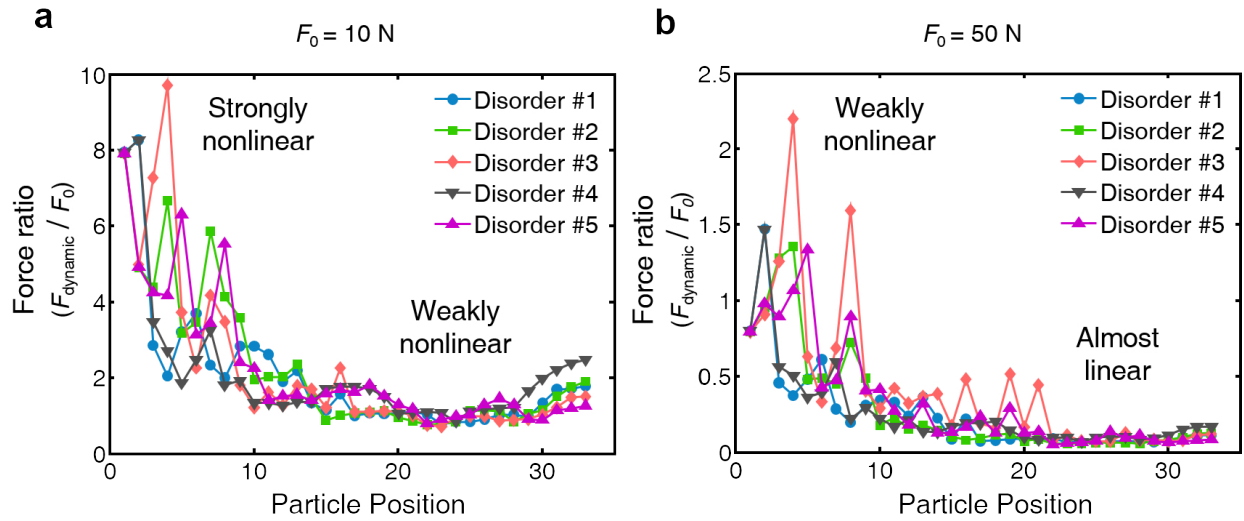 a
F0 = 10 N
Force ratio
(Fdynamic / F0)
10
8
6
4
2
0
Strongly
nonlinear
Disorder #1
Disorder #2
Disorder #3
Disorder #4
Disorder #5
Weakly
nonlinear
0 10 20 30
Particle Position
b
F0 = 50 N
Force ratio
(Fdynamic / F0)
2.5
2
1.5
1
0.5
0
Weakly
nonlinear
Disorder #1
Disorder #2
Disorder #3
Disorder #4
Disorder #5
Almost
linear
0 10 20 30
Particle Position